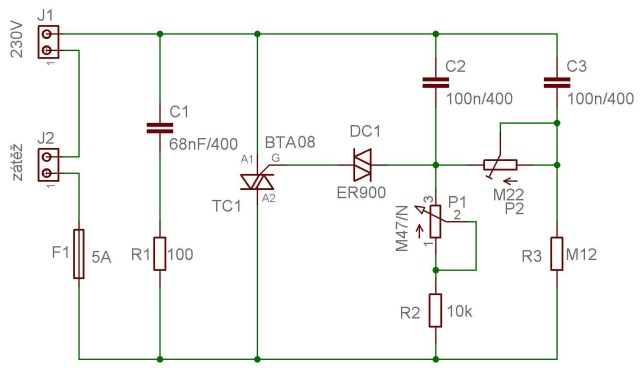 J1
230V
1
J2
zátěž
1
F1
5A
C1
68nF/400
R1
100
BTA08
A1
G
A2
TC1
DC1
ER900
C2
100n/400
C3
100n/400
M22
P2
3
P1
2
M47/N
1
R2
10k
R3
M12